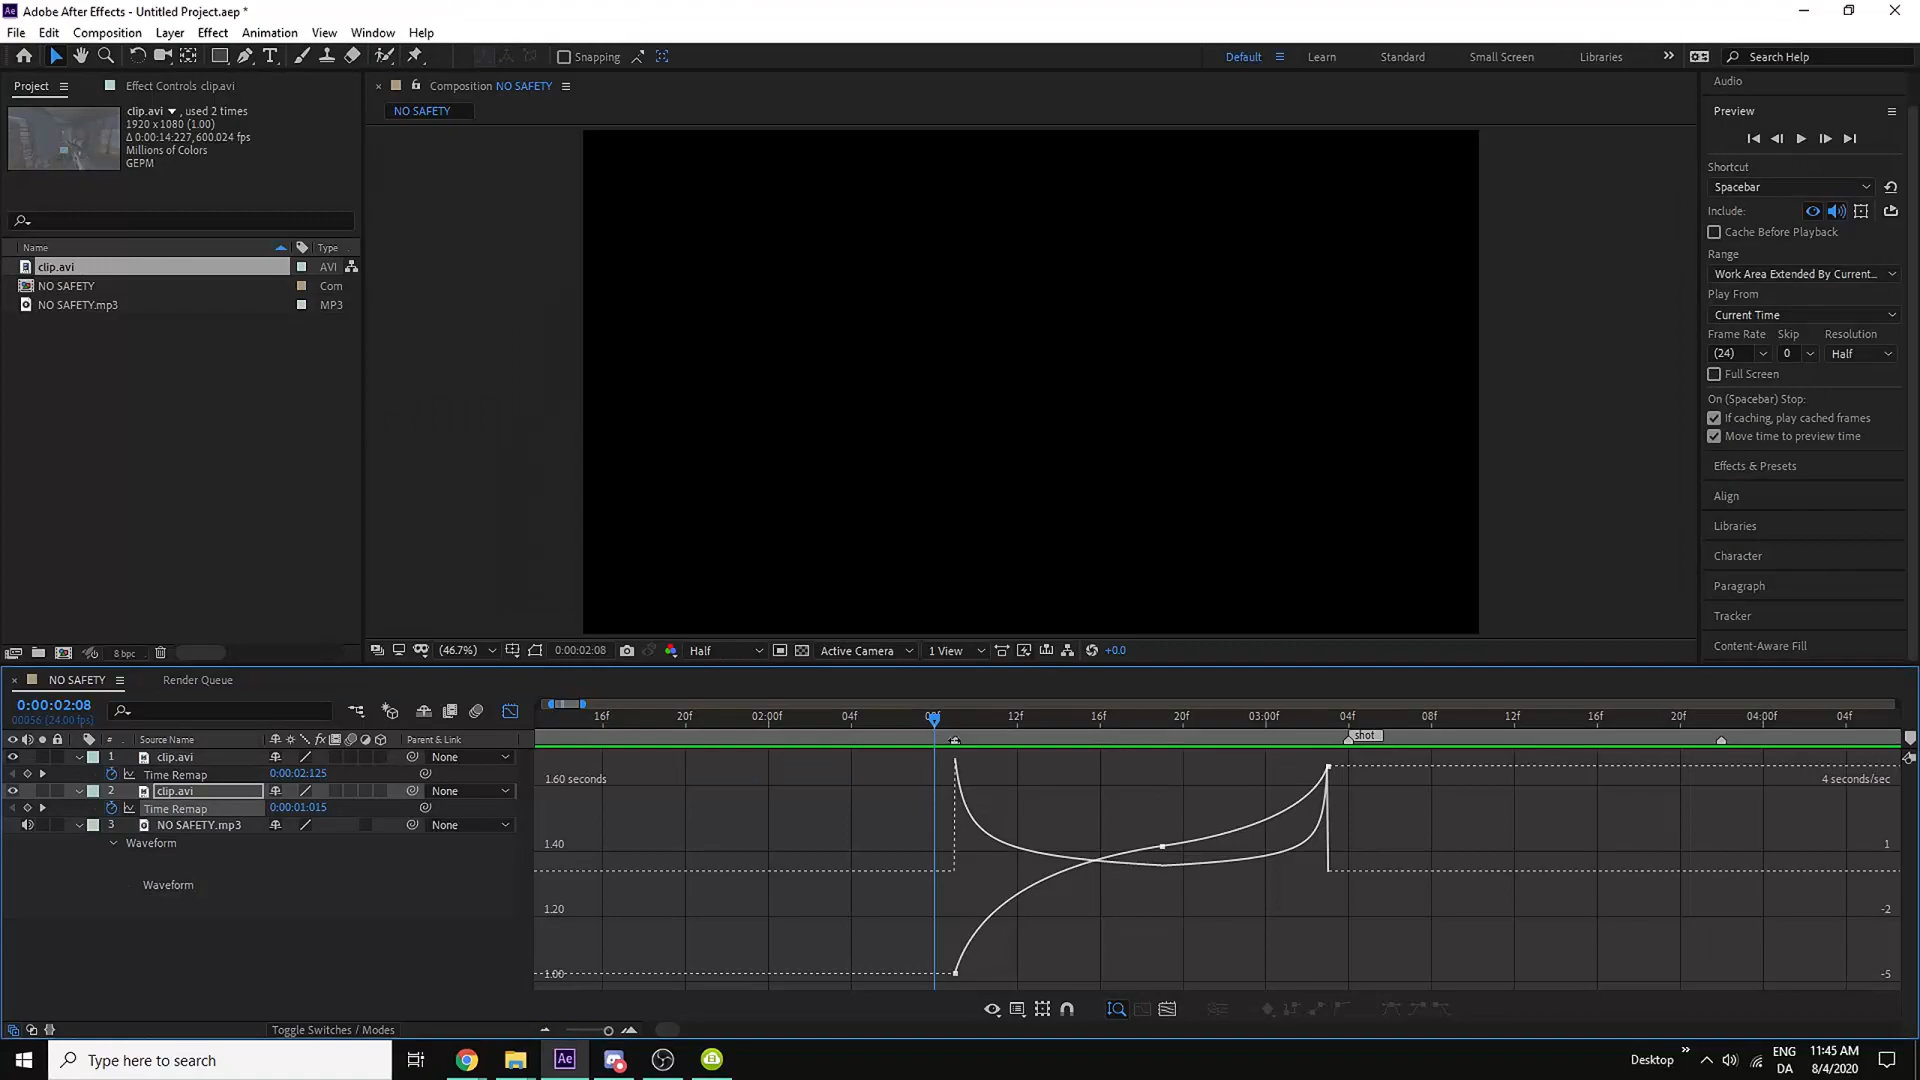 Adobe After Effects - Untitled Project.aep *
File Edit Composition Layer Effect Animation View Window Help
Snapping
Default Learn Standard Small Screen Libraries » Search Help
Project Effect Controls clip.avi
clip.avi ▼ , used 2 times
1920 x 1080 (1.00)
Δ 0:00:14:227, 600.024 fps
Millions of Colors
GEPM
Composition NO SAFETY
NO SAFETY
Name Type
clip.avi AVI
NO SAFETY Com
NO SAFETY.mp3 MP3
8 bpc
Audio
Preview
Shortcut
Spacebar
Include:
Cache Before Playback
Range
Work Area Extended By Current...
Play From
Current Time
Frame Rate Skip Resolution
(24) 0 Half
Full Screen
On (Spacebar) Stop:
If caching, play cached frames
Move time to preview time
Effects & Presets
Align
Libraries
Character
Paragraph
Tracker
Content-Aware Fill
(46.7%) 0:00:02:08 Half Active Camera 1 View +0.0
NO SAFETY Render Queue
0:00:02:08
00056 (24.00 fps)
16f 20f 02:00f 04f 12f 16f 20f 03:00f 04f 08f 12f 16f 20f 04:00f 04f
# Source Name Parent & Link
shot
1 clip.avi None
Time Remap 0:00:02:125
2 clip.avi None
Time Remap 0:00:01:015
3 NO SAFETY.mp3 None
Waveform
Waveform
1.60 seconds 4 seconds/sec
1.40 1
1.20 -2
1.00 -5
Toggle Switches / Modes
Type here to search
Ae
Desktop »
ENG
DA
11:45 AM
8/4/2020